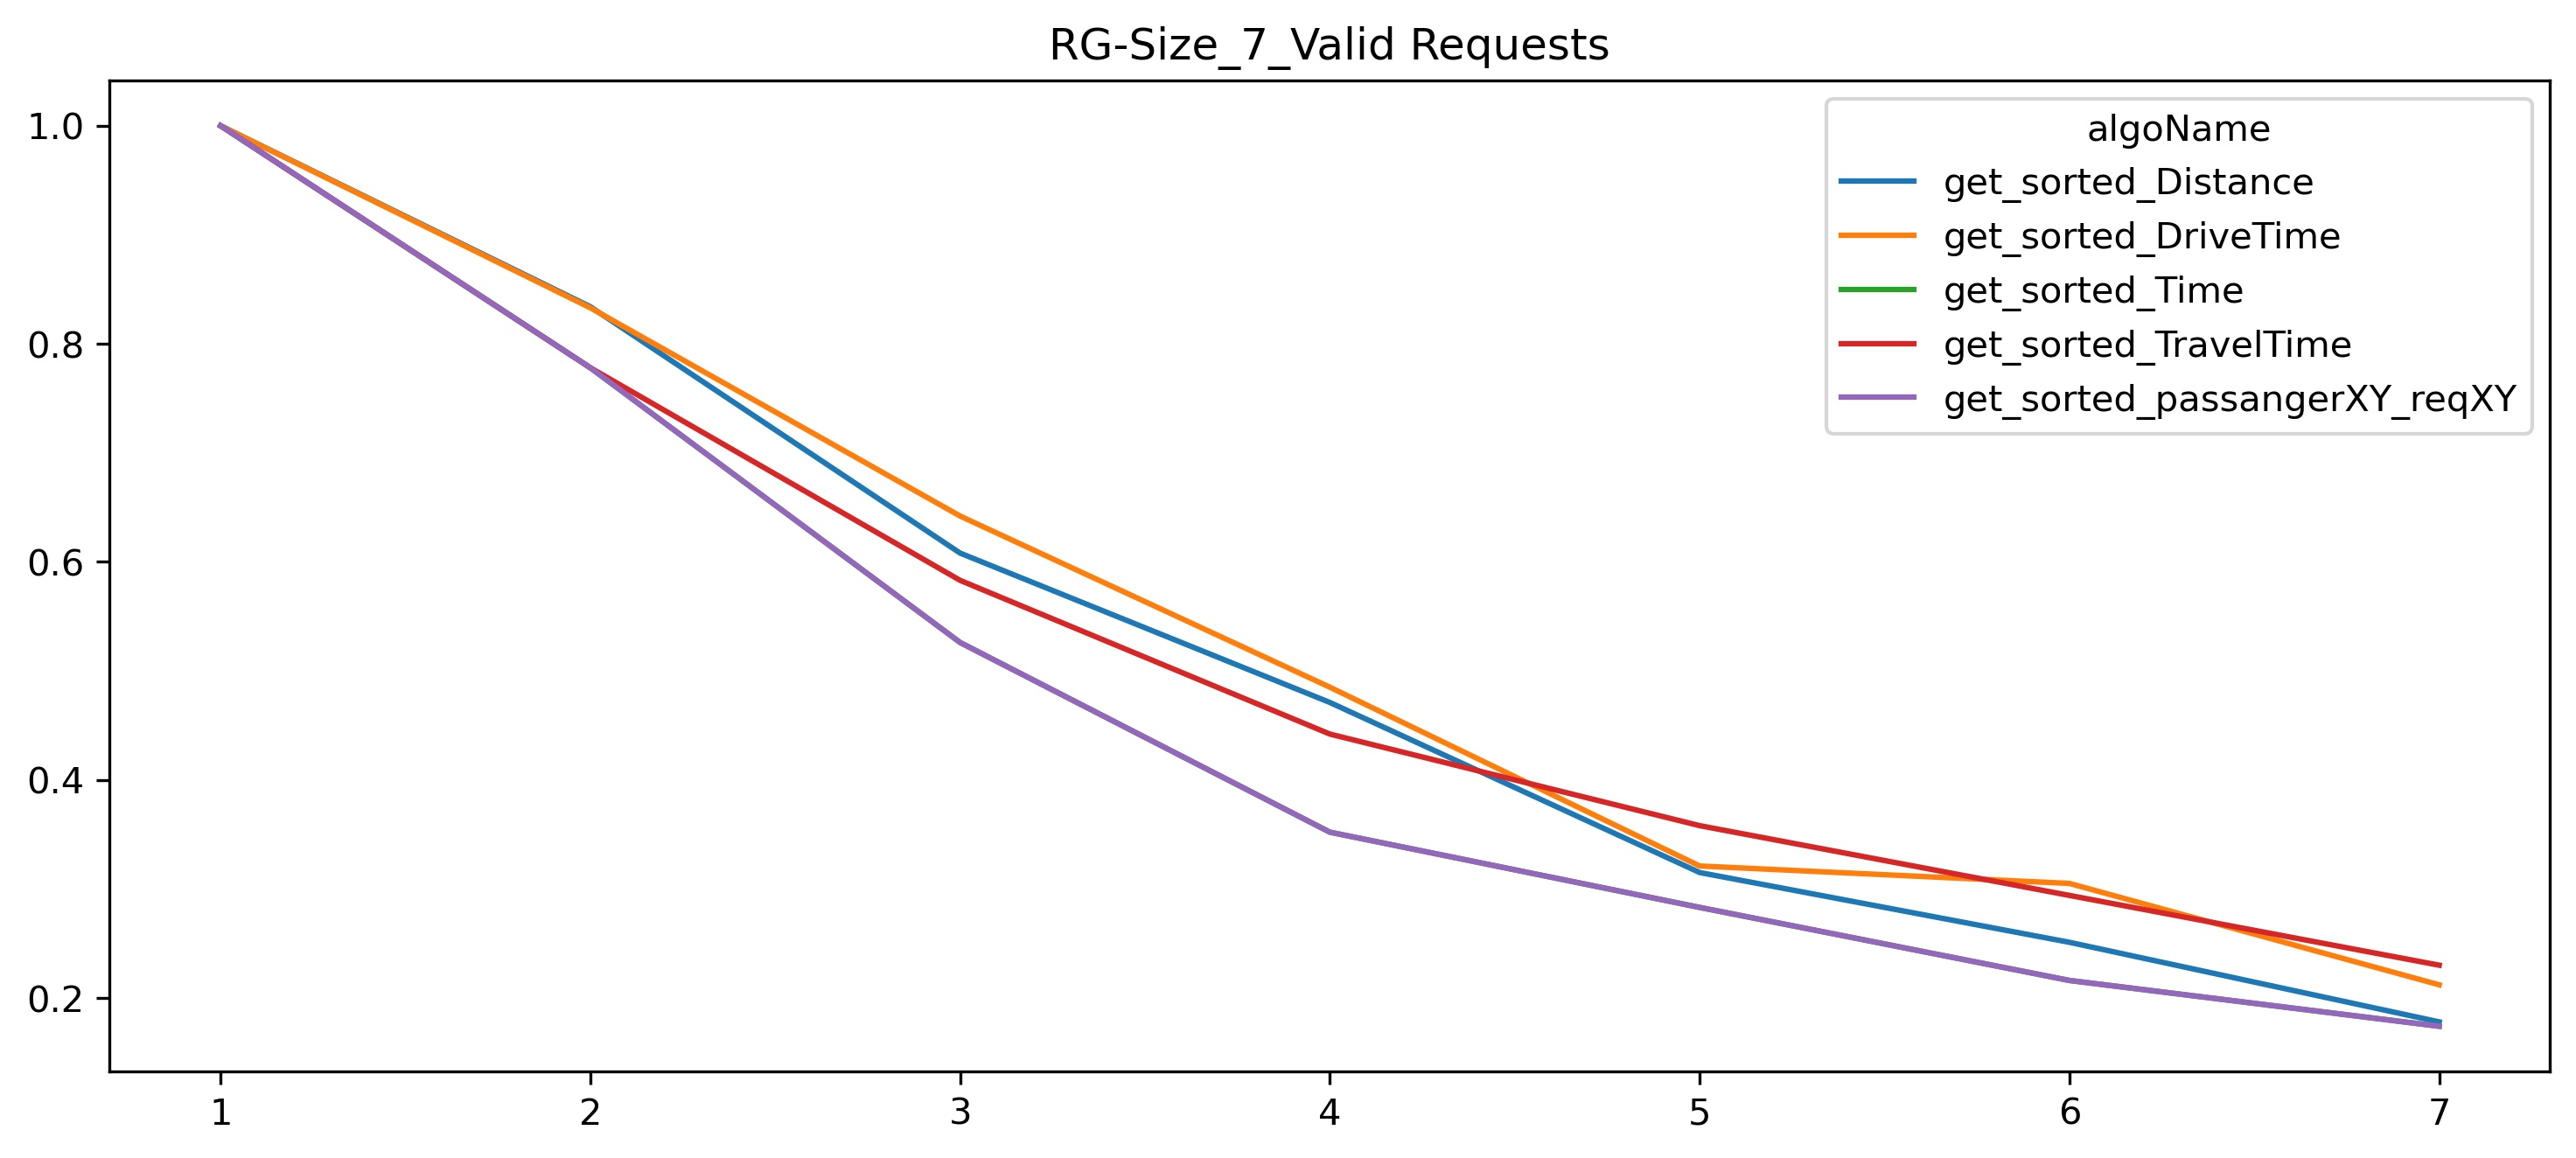 RG-Size_7_Valid Requests
algoName
get_sorted_Distance
get_sorted_DriveTime
get_sorted_Time
get_sorted_TravelTime
get_sorted_passangerXY_reqXY
1.0
0.8
0.6
0.4
0.2
1 2 3 4 5 6 7